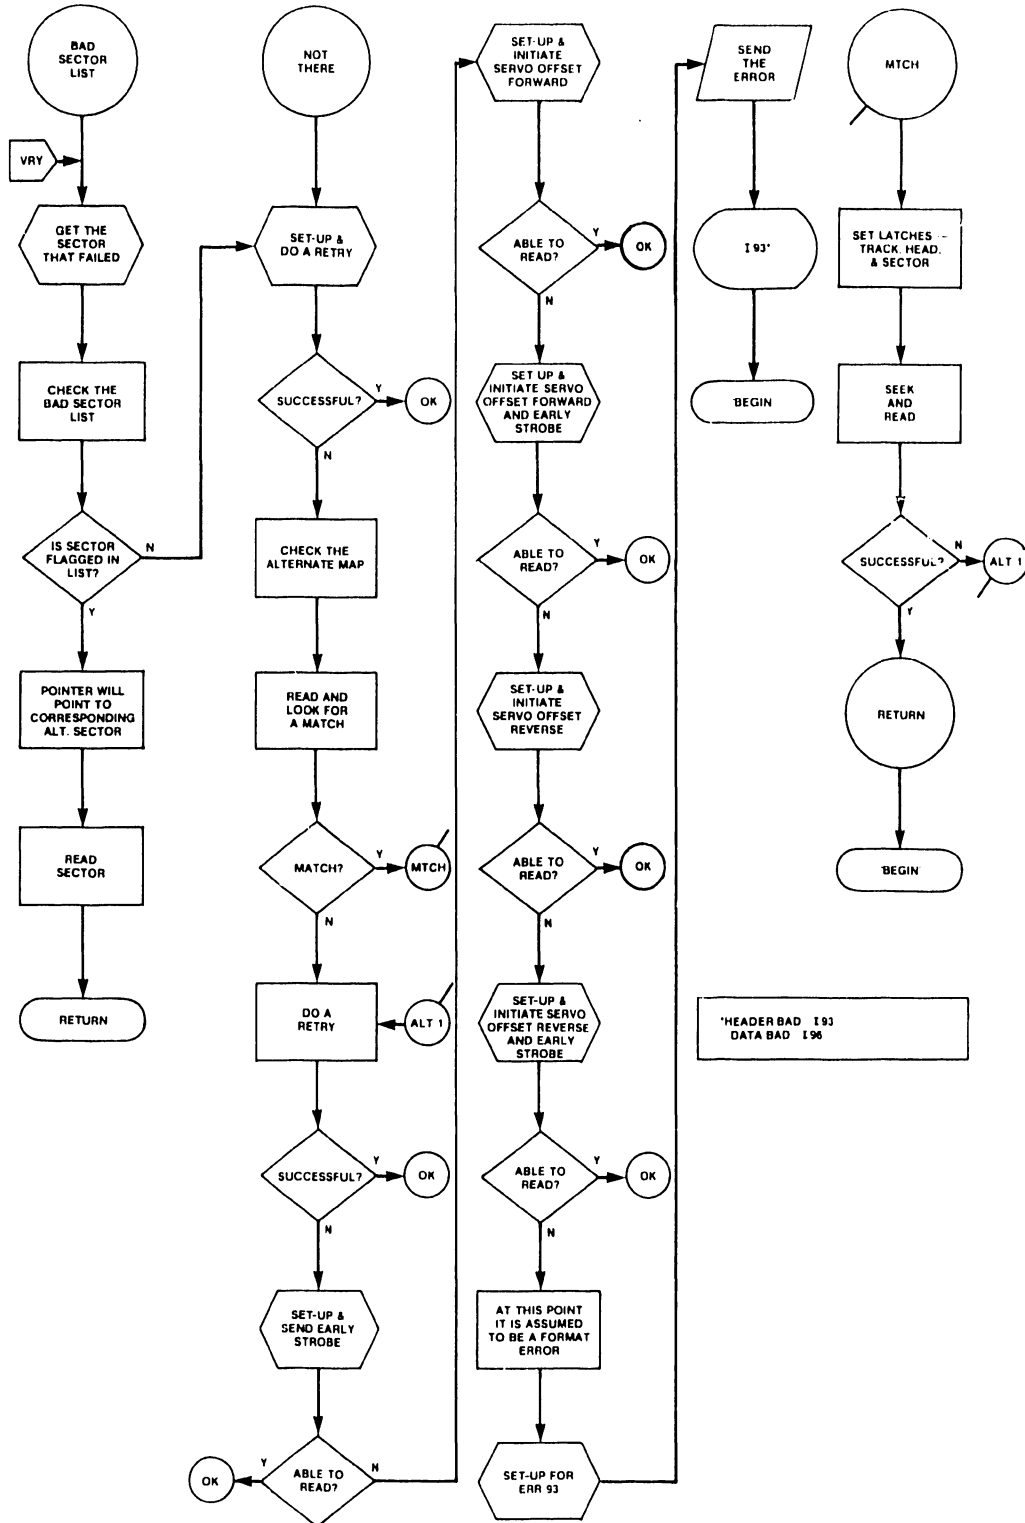 BAD
SECTOR
LIST
VRY
GET THE
SECTOR
THAT FAILED
CHECK THE
BAD SECTOR
LIST
IS SECTOR
FLAGGED IN
LIST?
N
Y
POINTER WILL
POINT TO
CORRESPONDING
ALT. SECTOR
READ
SECTOR
RETURN
NOT
THERE
SET-UP &
DO A RETRY
SUCCESSFUL?
Y
OK
N
CHECK THE
ALTERNATE MAP
READ AND
LOOK FOR
A MATCH
MATCH?
Y
MTCH
N
DO A
RETRY
ALT 1
SUCCESSFUL?
Y
OK
N
SET-UP &
SEND EARLY
STROBE
ABLE TO
READ?
Y
OK
N
SET-UP &
INITIATE
SERVO OFFSET
FORWARD
ABLE TO
READ?
Y
OK
N
SET UP &
INITIATE SERVO
OFFSET FORWARD
AND EARLY
STROBE
ABLE TO
READ?
Y
OK
N
SET-UP &
INITIATE
SERVO OFFSET
REVERSE
ABLE TO
READ?
Y
OK
N
SET-UP &
INITIATE SERVO
OFFSET REVERSE
AND EARLY
STROBE
ABLE TO
READ?
Y
OK
N
AT THIS POINT
IT IS ASSUMED
TO BE A FORMAT
ERROR
SET-UP FOR
ERR 93
SEND
THE
ERROR
I 93*
BEGIN
MTCH
SET LATCHES -
TRACK, HEAD,
& SECTOR
SEEK
AND
READ
SUCCESSFUL?
N
ALT 1
Y
RETURN
BEGIN
*HEADER BAD I 93
DATA BAD I 96